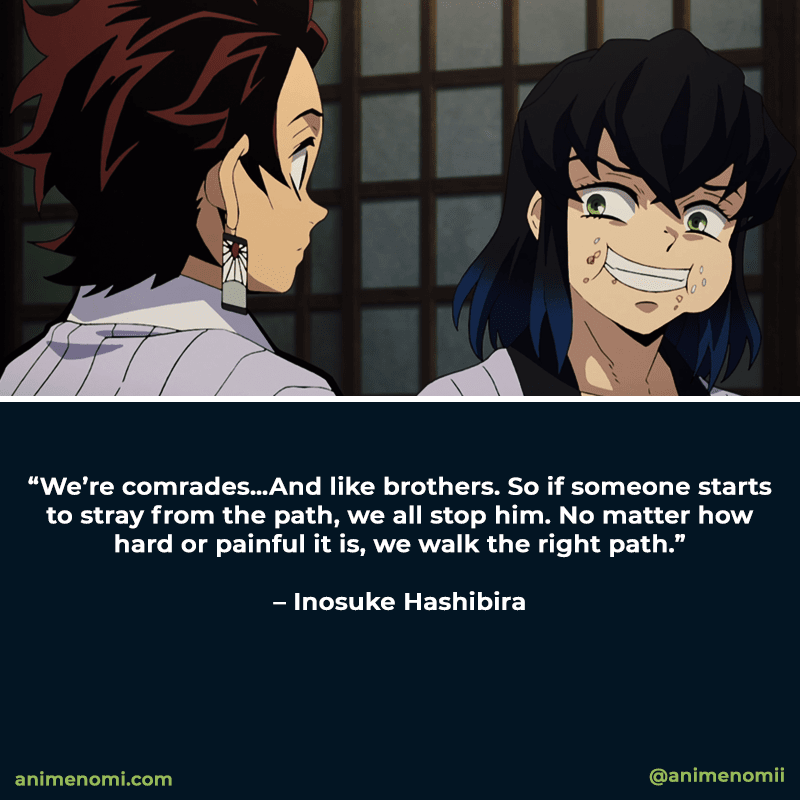 “We’re comrades...And like brothers. So if someone starts
to stray from the path, we all stop him. No matter how
hard or painful it is, we walk the right path.”
– Inosuke Hashibira
animenomi.com
@animenomii